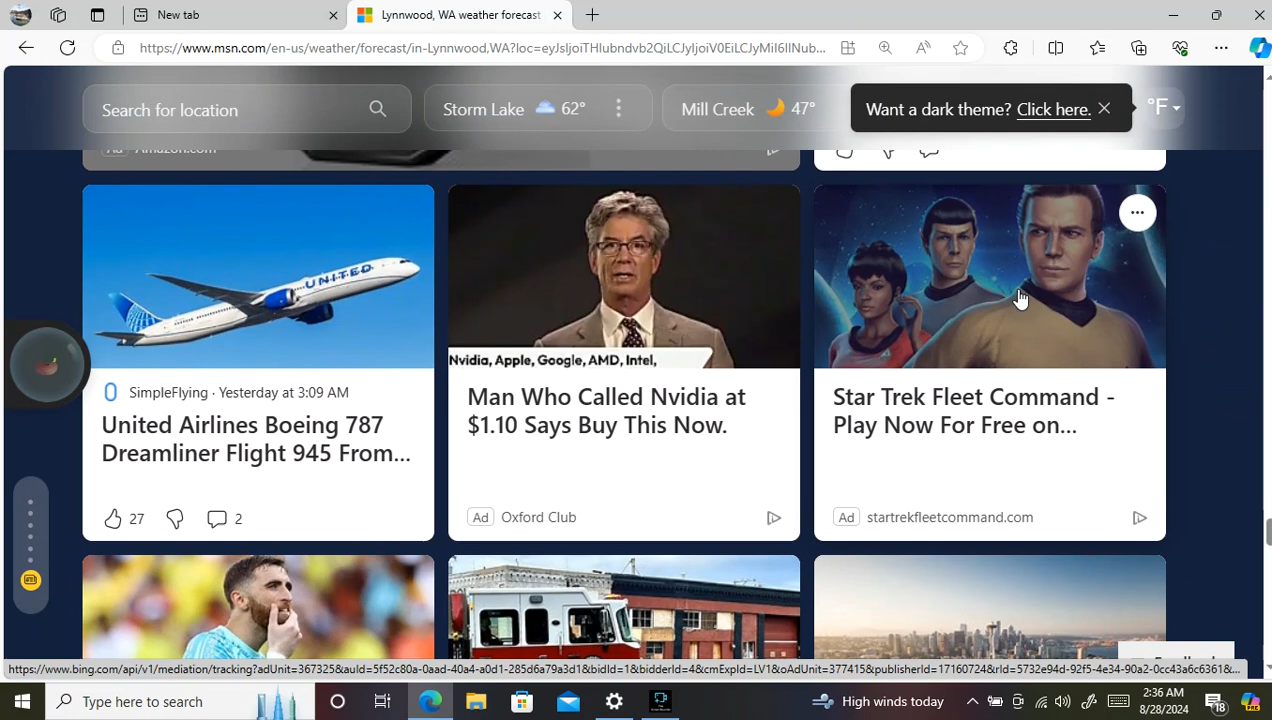 New tab
Lynnwood, WA weather forecast
https://www.msn.com/en-us/weather/forecast/in-Lynnwood,WA?loc=eyJsIjoiTHlubndvb2QiLCJyIjoiV0EiLCJyMiI6IlNub...
Search for location
Storm Lake 62°
Mill Creek 47°
Want a dark theme? Click here.
°F
Ad Amazon.com
UNITED
Nvidia, Apple, Google, AMD, Intel,
SimpleFlying · Yesterday at 3:09 AM
United Airlines Boeing 787
Dreamliner Flight 945 From...
27
2
Man Who Called Nvidia at
$1.10 Says Buy This Now.
Ad Oxford Club
Star Trek Fleet Command -
Play Now For Free on...
Ad startrekfleetcommand.com
https://www.bing.com/api/v1/mediation/tracking?adUnit=367325&auId=5f52c80a-0aad-40a4-a0d1-285d6a79a3d1&bidId=1&bidderId=4&cmExpId=LV1&oAdUnit=377415&publisherId=17160724&rId=5732e94d-92f5-4e34-90a2-0cc43a6c6361&...
Type here to search
High winds today
2:36 AM
8/28/2024
18